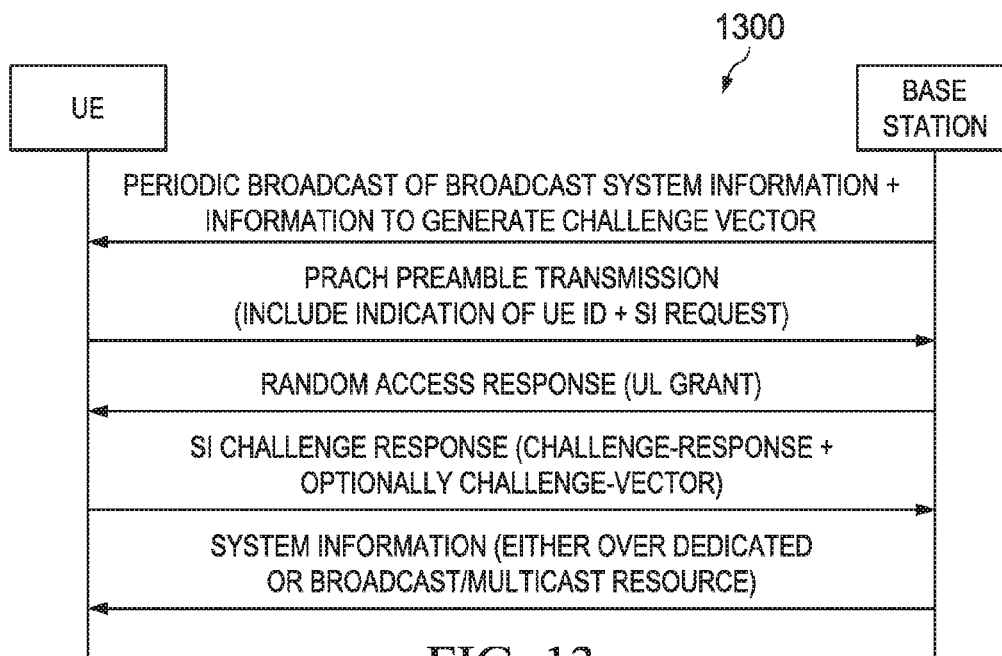 1300
UE
BASE
STATION
PERIODIC BROADCAST OF BROADCAST SYSTEM INFORMATION +
INFORMATION TO GENERATE CHALLENGE VECTOR
PRACH PREAMBLE TRANSMISSION
(INCLUDE INDICATION OF UE ID + SI REQUEST)
RANDOM ACCESS RESPONSE (UL GRANT)
SI CHALLENGE RESPONSE (CHALLENGE-RESPONSE +
OPTIONALLY CHALLENGE-VECTOR)
SYSTEM INFORMATION (EITHER OVER DEDICATED
OR BROADCAST/MULTICAST RESOURCE)
FIG. 13